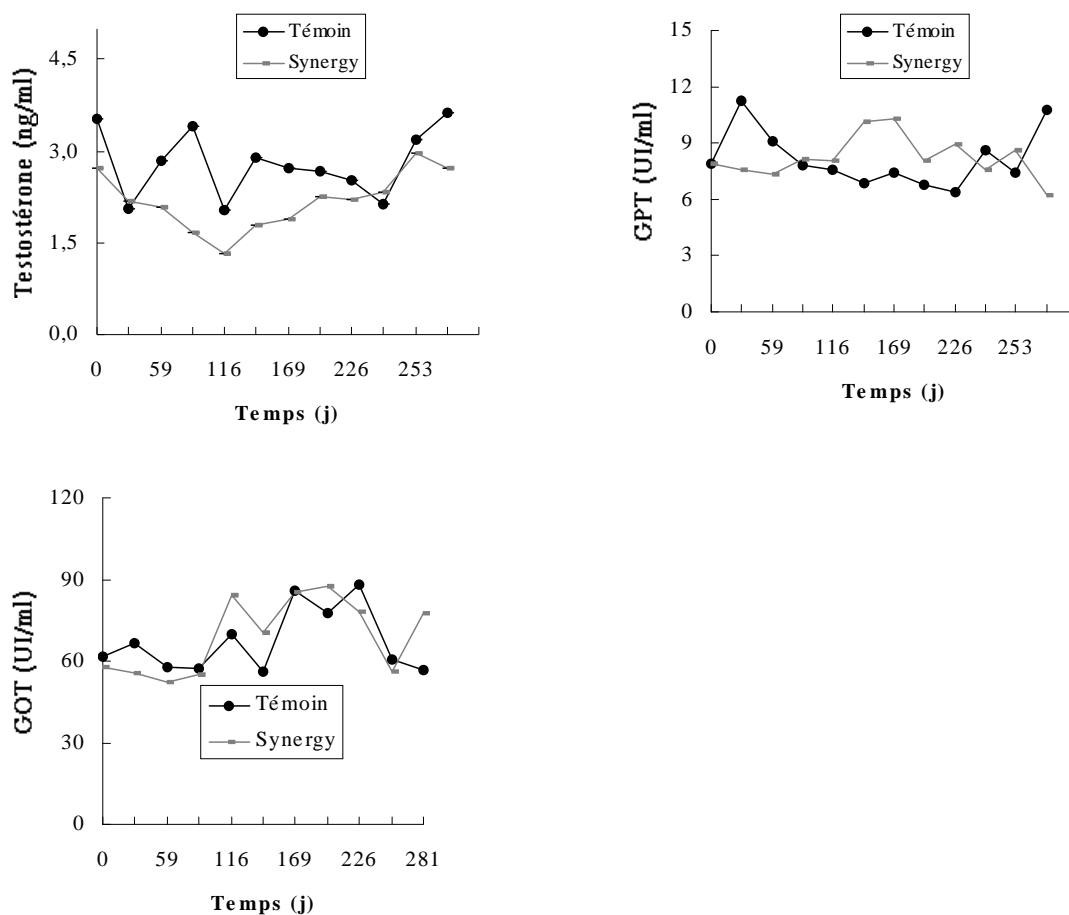 Testostérone (ng/ml)
4,5
3,0
1,5
0,0
0 59 116 169 226 253
Temps (j)
Témoin
Synergy
GPT (UI/ml)
15
12
9
6
3
0
0 59 116 169 226 253
Temps (j)
Témoin
Synergy
GOT (UI/ml)
120
90
60
30
0
0 59 116 169 226 281
Temps (j)
Témoin
Synergy